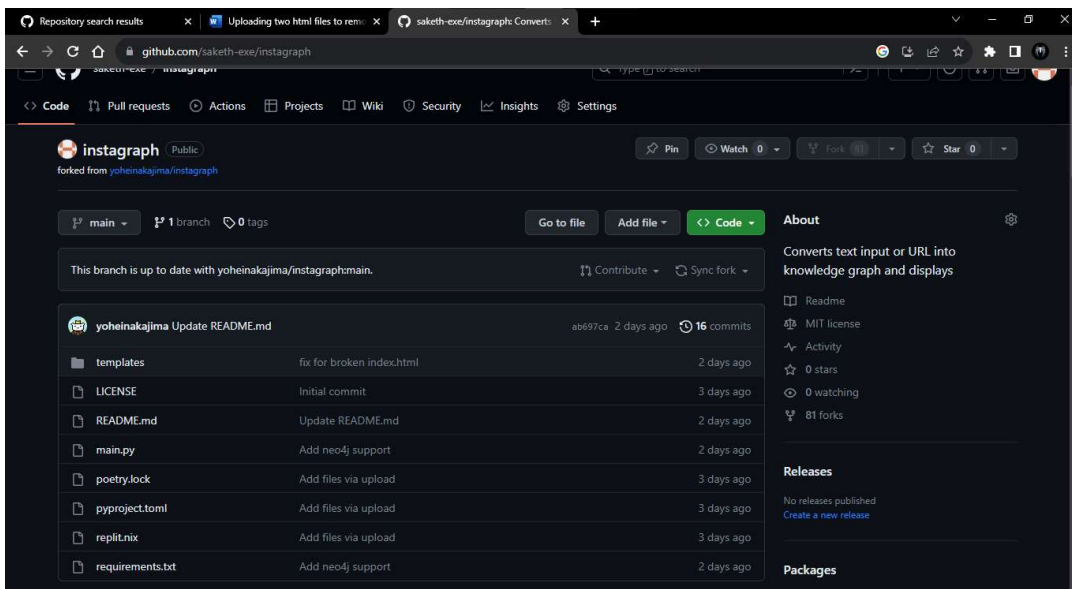 Repository search results
Uploading two html files to remo
saketh-exe/instagraph: Converts
github.com/saketh-exe/instagraph
saketh-exe / instagraph
Type / to search
Code Pull requests Actions Projects Wiki Security Insights Settings
instagraph Public
Pin Watch 0 Fork 81 Star 0
forked from yoheinakajima/instagraph
main 1 branch 0 tags Go to file Add file Code
This branch is up to date with yoheinakajima/instagraph:main. Contribute Sync fork
yoheinakajima Update README.md ab697ca 2 days ago 16 commits
templates fix for broken index.html 2 days ago
LICENSE Initial commit 3 days ago
README.md Update README.md 2 days ago
main.py Add neo4j support 2 days ago
poetry.lock Add files via upload 3 days ago
pyproject.toml Add files via upload 3 days ago
replit.nix Add files via upload 3 days ago
requirements.txt Add neo4j support 2 days ago
About
Converts text input or URL into
knowledge graph and displays
Readme
MIT license
Activity
0 stars
0 watching
81 forks
Releases
No releases published
Create a new release
Packages